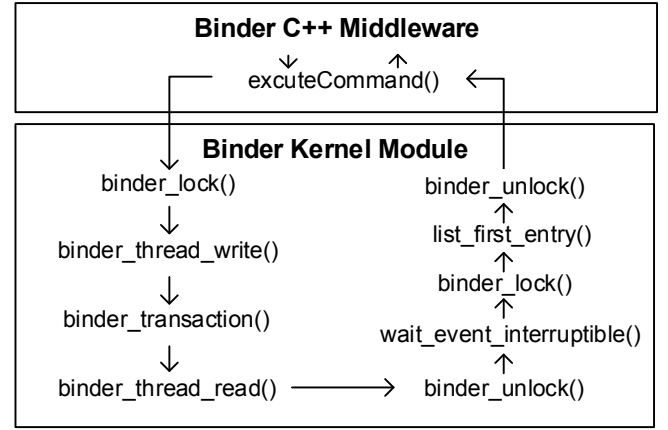 Binder C++ Middleware
excuteCommand()
Binder Kernel Module
binder_lock()
binder_thread_write()
binder_transaction()
binder_thread_read()
binder_unlock()
wait_event_interruptible()
binder_lock()
list_first_entry()
binder_unlock()